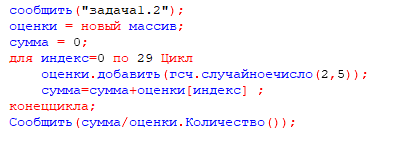 сообщить("задача1.2");
оценки = новый массив;
сумма = 0;
для индекс=0 по 29 Цикл
оценки.добавить(гсч.случайноечисло(2,5));
сумма=сумма+оценки[индекс] ;
конеццикла;
Сообщить(сумма/оценки.Количество());